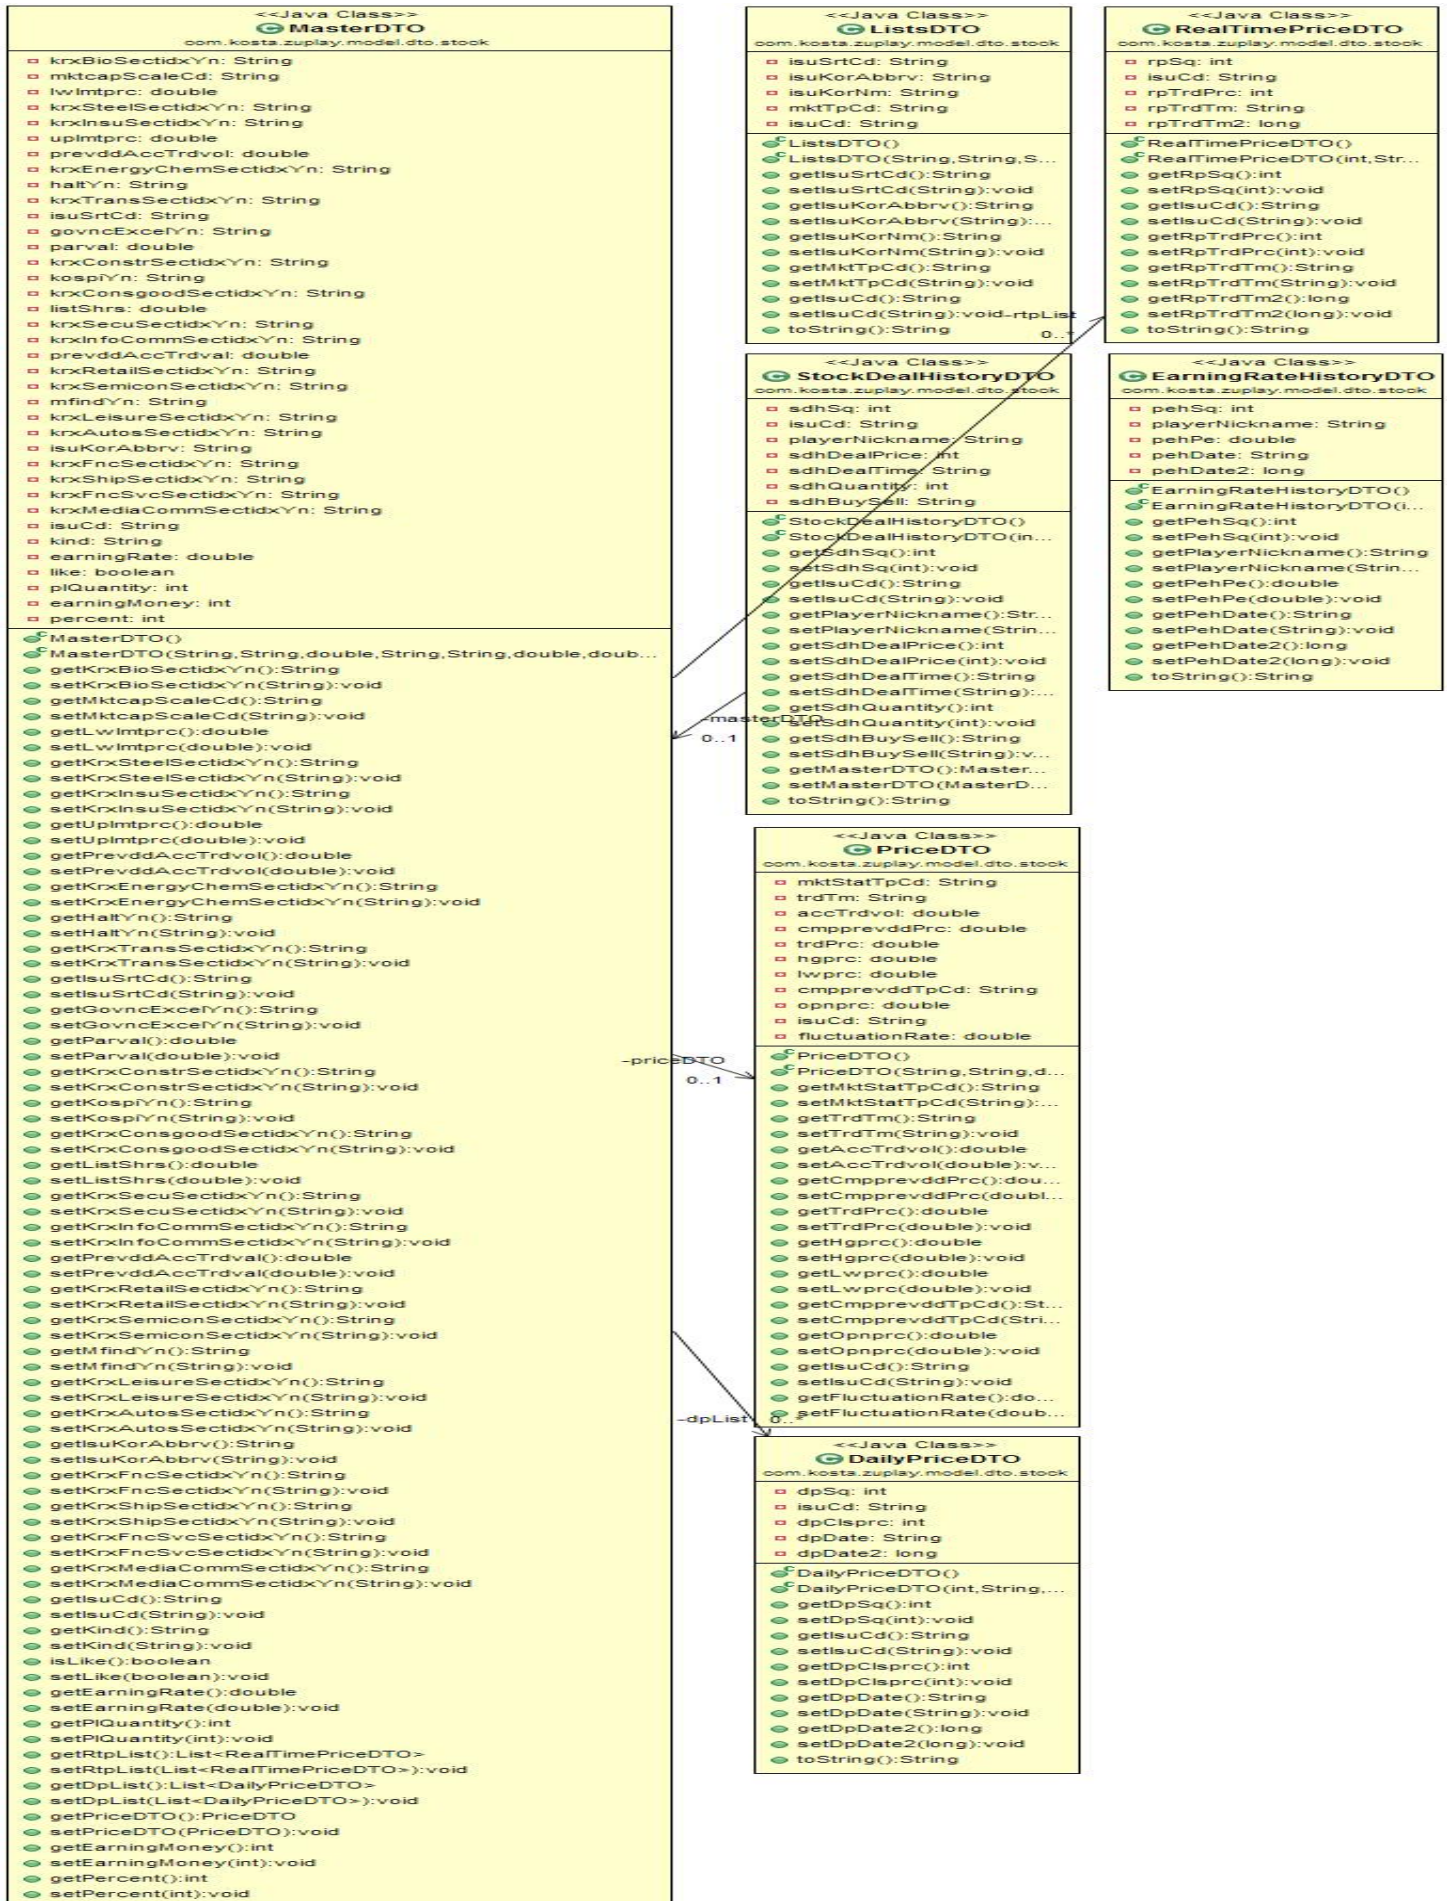 <<Java Class>>
MasterDTO
com.kosta.zuplay.model.dto.stock
krxBioSectidxYn: String
mktcapScaleCd: String
lwlmtprc: double
krxSteelSectidxYn: String
krxInsuSectidxYn: String
uplmtprc: double
prevddAccTrdvol: double
krxEnergyChemSectidxYn: String
haltYn: String
krxTransSectidxYn: String
isuSrtCd: String
govncExcelYn: String
parval: double
krxConstrSectidxYn: String
kospiYn: String
krxConsgoodSectidxYn: String
listShrs: double
krxSecuSectidxYn: String
krxInfoCommSectidxYn: String
prevddAccTrdval: double
krxRetailSectidxYn: String
krxSemiconSectidxYn: String
mfindYn: String
krxLeisureSectidxYn: String
krxAutosSectidxYn: String
isuKorAbbrv: String
krxFncSectidxYn: String
krxShipSectidxYn: String
krxFncSvcSectidxYn: String
krxMediaCommSectidxYn: String
isuCd: String
kind: String
earningRate: double
like: boolean
plQuantity: int
earningMoney: int
percent: int
MasterDTO()
MasterDTO(String,String,double,String,String,double,doub...
getKrxBioSectidxYn():String
setKrxBioSectidxYn(String):void
getMktcapScaleCd():String
setMktcapScaleCd(String):void
getLwlmtprc():double
setLwlmtprc(double):void
getKrxSteelSectidxYn():String
setKrxSteelSectidxYn(String):void
getKrxInsuSectidxYn():String
setKrxInsuSectidxYn(String):void
getUplmtprc():double
setUplmtprc(double):void
getPrevddAccTrdvol():double
setPrevddAccTrdvol(double):void
getKrxEnergyChemSectidxYn():String
setKrxEnergyChemSectidxYn(String):void
getHaltYn():String
setHaltYn(String):void
getKrxTransSectidxYn():String
setKrxTransSectidxYn(String):void
getIsuSrtCd():String
setIsuSrtCd(String):void
getGovncExcelYn():String
setGovncExcelYn(String):void
getParval():double
setParval(double):void
getKrxConstrSectidxYn():String
setKrxConstrSectidxYn(String):void
getKospiYn():String
setKospiYn(String):void
getKrxConsgoodSectidxYn():String
setKrxConsgoodSectidxYn(String):void
getListShrs():double
setListShrs(double):void
getKrxSecuSectidxYn():String
setKrxSecuSectidxYn(String):void
getKrxInfoCommSectidxYn():String
setKrxInfoCommSectidxYn(String):void
getPrevddAccTrdval():double
setPrevddAccTrdval(double):void
getKrxRetailSectidxYn():String
setKrxRetailSectidxYn(String):void
getKrxSemiconSectidxYn():String
setKrxSemiconSectidxYn(String):void
getMfindYn():String
setMfindYn(String):void
getKrxLeisureSectidxYn():String
setKrxLeisureSectidxYn(String):void
getKrxAutosSectidxYn():String
setKrxAutosSectidxYn(String):void
getIsuKorAbbrv():String
setIsuKorAbbrv(String):void
getKrxFncSectidxYn():String
setKrxFncSectidxYn(String):void
getKrxShipSectidxYn():String
setKrxShipSectidxYn(String):void
getKrxFncSvcSectidxYn():String
setKrxFncSvcSectidxYn(String):void
getKrxMediaCommSectidxYn():String
setKrxMediaCommSectidxYn(String):void
getIsuCd():String
setIsuCd(String):void
getKind():String
setKind(String):void
isLike():boolean
setLike(boolean):void
getEarningRate():double
setEarningRate(double):void
getPlQuantity():int
setPlQuantity(int):void
getRtpList():List<RealTimePriceDTO>
setRtpList(List<RealTimePriceDTO>):void
getDpList():List<DailyPriceDTO>
setDpList(List<DailyPriceDTO>):void
getPriceDTO():PriceDTO
setPriceDTO(PriceDTO):void
getEarningMoney():int
setEarningMoney(int):void
getPercent():int
setPercent(int):void
<<Java Class>>
ListsDTO
com.kosta.zuplay.model.dto.stock
isuSrtCd: String
isuKorAbbrv: String
isuKorNm: String
mktTpCd: String
isuCd: String
ListsDTO()
ListsDTO(String,String,S...
getIsuSrtCd():String
setIsuSrtCd(String):void
getIsuKorAbbrv():String
setIsuKorAbbrv(String):...
getIsuKorNm():String
setIsuKorNm(String):void
getMktTpCd():String
setMktTpCd(String):void
getIsuCd():String
setIsuCd(String):void
toString():String
-rtpList
0..*
<<Java Class>>
RealTimePriceDTO
com.kosta.zuplay.model.dto.stock
rpSq: int
isuCd: String
rpTrdPrc: int
rpTrdTm: String
rpTrdTm2: long
RealTimePriceDTO()
RealTimePriceDTO(int,Str...
getRpSq():int
setRpSq(int):void
getIsuCd():String
setIsuCd(String):void
getRpTrdPrc():int
setRpTrdPrc(int):void
getRpTrdTm():String
setRpTrdTm(String):void
getRpTrdTm2():long
setRpTrdTm2(long):void
toString():String
<<Java Class>>
StockDealHistoryDTO
com.kosta.zuplay.model.dto.stock
sdhSq: int
isuCd: String
playerNickname: String
sdhDealPrice: int
sdhDealTime: String
sdhQuantity: int
sdhBuySell: String
StockDealHistoryDTO()
StockDealHistoryDTO(in...
getSdhSq():int
setSdhSq(int):void
getIsuCd():String
setIsuCd(String):void
getPlayerNickname():Str...
setPlayerNickname(Strin...
getSdhDealPrice():int
setSdhDealPrice(int):void
getSdhDealTime():String
setSdhDealTime(String):...
getSdhQuantity():int
setSdhQuantity(int):void
getSdhBuySell():String
setSdhBuySell(String):v...
getMasterDTO():Master...
setMasterDTO(MasterD...
toString():String
-masterDTO
0..1
<<Java Class>>
EarningRateHistoryDTO
com.kosta.zuplay.model.dto.stock
pehSq: int
playerNickname: String
pehPe: double
pehDate: String
pehDate2: long
EarningRateHistoryDTO()
EarningRateHistoryDTO(i...
getPehSq():int
setPehSq(int):void
getPlayerNickname():String
setPlayerNickname(Strin...
getPehPe():double
setPehPe(double):void
getPehDate():String
setPehDate(String):void
getPehDate2():long
setPehDate2(long):void
toString():String
<<Java Class>>
PriceDTO
com.kosta.zuplay.model.dto.stock
mktStatTpCd: String
trdTm: String
accTrdvol: double
cmpprevddPrc: double
trdPrc: double
hgprc: double
lwprc: double
cmpprevddTpCd: String
opnprc: double
isuCd: String
fluctuationRate: double
PriceDTO()
PriceDTO(String,String,d...
getMktStatTpCd():String
setMktStatTpCd(String):...
getTrdTm():String
setTrdTm(String):void
getAccTrdvol():double
setAccTrdvol(double):v...
getCmpprevddPrc():dou...
setCmpprevddPrc(doubl...
getTrdPrc():double
setTrdPrc(double):void
getHgprc():double
setHgprc(double):void
getLwprc():double
setLwprc(double):void
getCmpprevddTpCd():St...
setCmpprevddTpCd(Stri...
getOpnprc():double
setOpnprc(double):void
getIsuCd():String
setIsuCd(String):void
getFluctuationRate():do...
setFluctuationRate(doub...
-priceDTO
0..1
-dpList
0..*
<<Java Class>>
DailyPriceDTO
com.kosta.zuplay.model.dto.stock
dpSq: int
isuCd: String
dpClsprc: int
dpDate: String
dpDate2: long
DailyPriceDTO()
DailyPriceDTO(int,String,...
getDpSq():int
setDpSq(int):void
getIsuCd():String
setIsuCd(String):void
getDpClsprc():int
setDpClsprc(int):void
getDpDate():String
setDpDate(String):void
getDpDate2():long
setDpDate2(long):void
toString():String